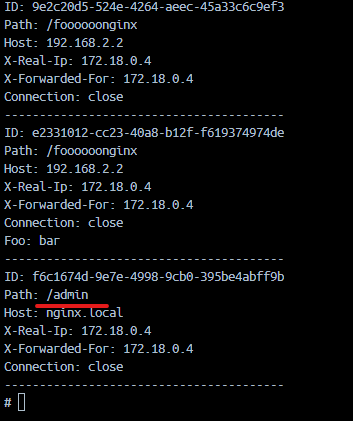 ID: 9e2c20d5-524e-4264-aeec-45a33c6c9ef3
Path: /foooooonginx
Host: 192.168.2.2
X-Real-Ip: 172.18.0.4
X-Forwarded-For: 172.18.0.4
Connection: close
----------------------------------------
ID: e2331012-cc23-40a8-b12f-f619374974de
Path: /foooooonginx
Host: 192.168.2.2
X-Real-Ip: 172.18.0.4
X-Forwarded-For: 172.18.0.4
Connection: close
Foo: bar
----------------------------------------
ID: f6c1674d-9e7e-4998-9cb0-395be4abff9b
Path: /admin
Host: nginx.local
X-Real-Ip: 172.18.0.4
X-Forwarded-For: 172.18.0.4
Connection: close
----------------------------------------
#